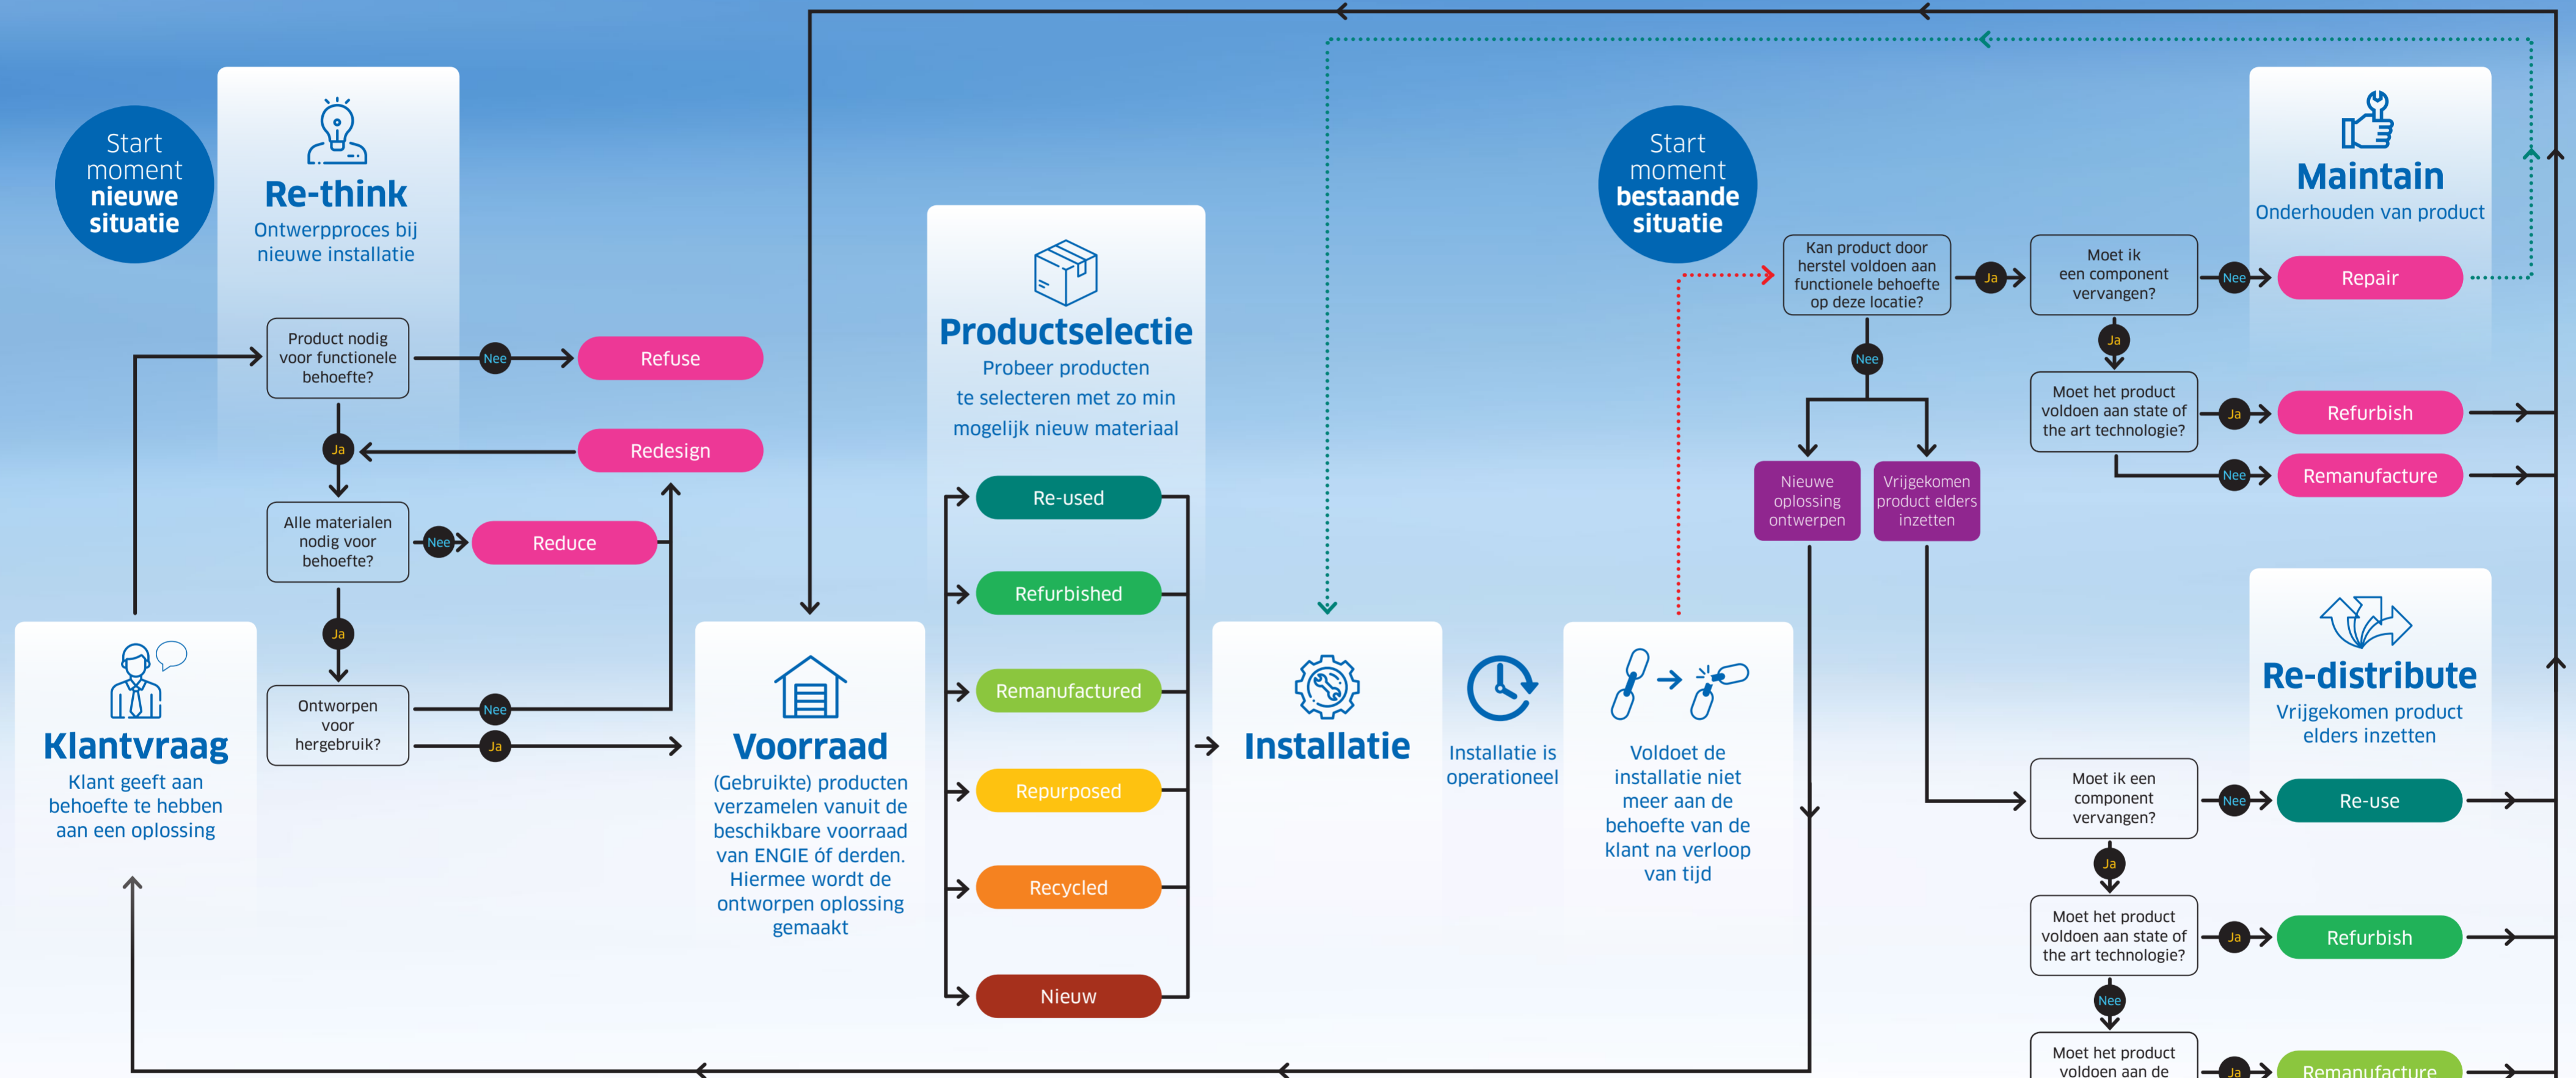 Start
moment
nieuwe
situatie
Re-think
Ontwerpproces bij
nieuwe installatie
Product nodig
voor functionele
behoefte?
Nee
Refuse
Ja
Redesign
Alle materialen
nodig voor
behoefte?
Nee
Reduce
Ja
Ontworpen
voor
hergebruik?
Nee
Ja
Klantvraag
Klant geeft aan
behoefte te hebben
aan een oplossing
Voorraad
(Gebruikte) producten
verzamelen vanuit de
beschikbare voorraad
van ENGIE óf derden.
Hiermee wordt de
ontworpen oplossing
gemaakt
Productselectie
Probeer producten
te selecteren met zo min
mogelijk nieuw materiaal
Re-used
Refurbished
Remanufactured
Repurposed
Recycled
Nieuw
Installatie
Installatie is
operationeel
Voldoet de
installatie niet
meer aan de
behoefte van de
klant na verloop
van tijd
Start
moment
bestaande
situatie
Kan product door
herstel voldoen aan
functionele behoefte
op deze locatie?
Ja
Nee
Nieuwe
oplossing
ontwerpen
Vrijgekomen
product elders
inzetten
Maintain
Onderhouden van product
Moet ik
een component
vervangen?
Nee
Repair
Ja
Moet het product
voldoen aan state of
the art technologie?
Ja
Refurbish
Nee
Remanufacture
Re-distribute
Vrijgekomen product
elders inzetten
Moet ik een
component
vervangen?
Nee
Re-use
Ja
Moet het product
voldoen aan state of
the art technologie?
Ja
Refurbish
Nee
Moet het product
voldoen aan de
Ja
Remanufacture